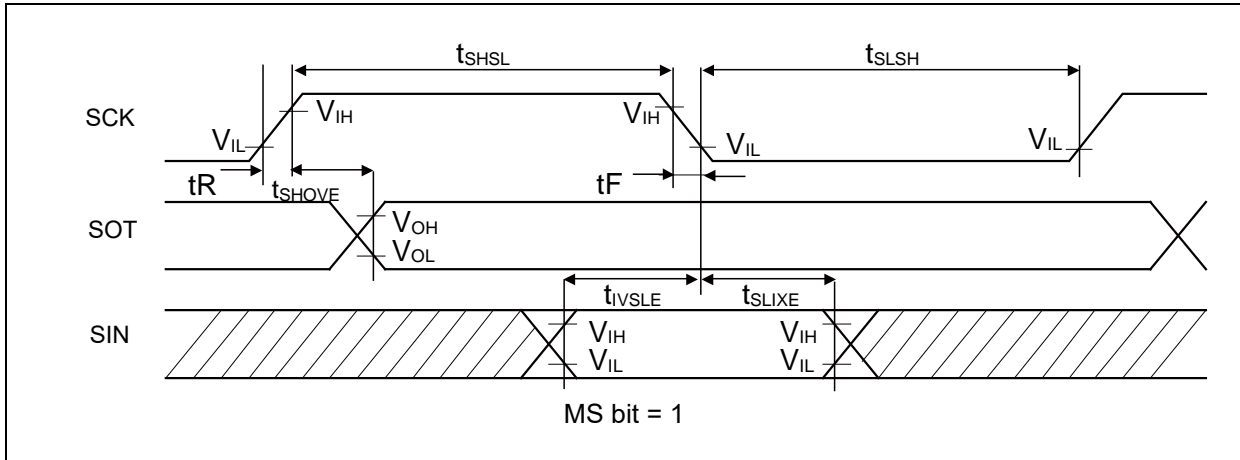 tSHSL
tSLSH
SCK
VIH
VIH
VIL
VIL
VIL
tR
tSHOVE
tF
SOT
VOH
VOL
tIVSLE
tSLIXE
SIN
VIH
VIH
VIL
VIL
MS bit = 1